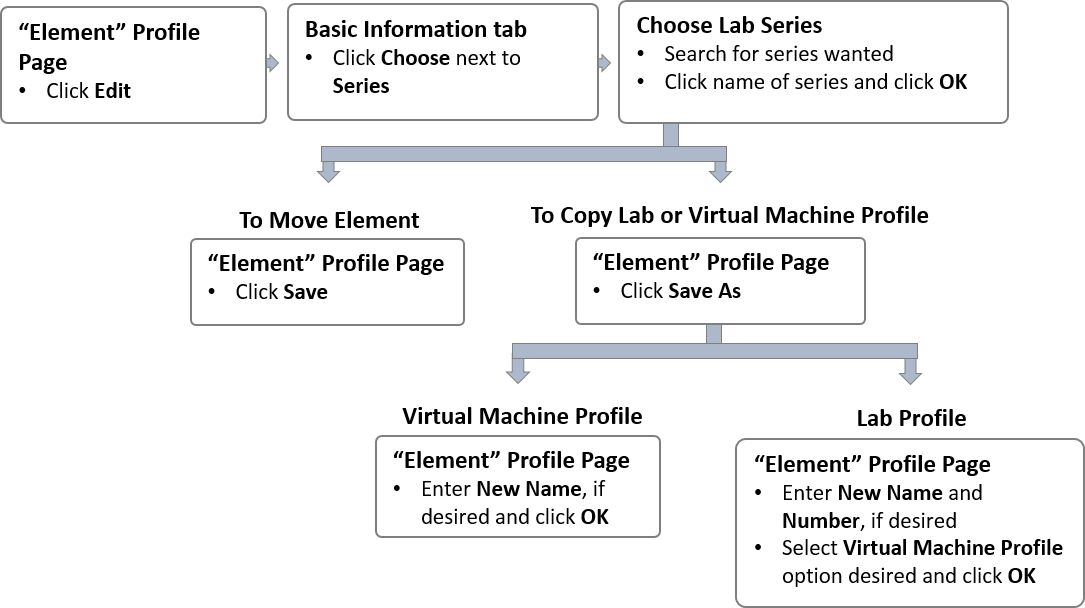 “Element” Profile
Page
• Click Edit
Basic Information tab
• Click Choose next to
Series
Choose Lab Series
• Search for series wanted
• Click name of series and click OK
To Move Element
“Element” Profile Page
• Click Save
To Copy Lab or Virtual Machine Profile
“Element” Profile Page
• Click Save As
Virtual Machine Profile
“Element” Profile Page
• Enter New Name, if
desired and click OK
Lab Profile
“Element” Profile Page
• Enter New Name and
Number, if desired
• Select Virtual Machine Profile
option desired and click OK